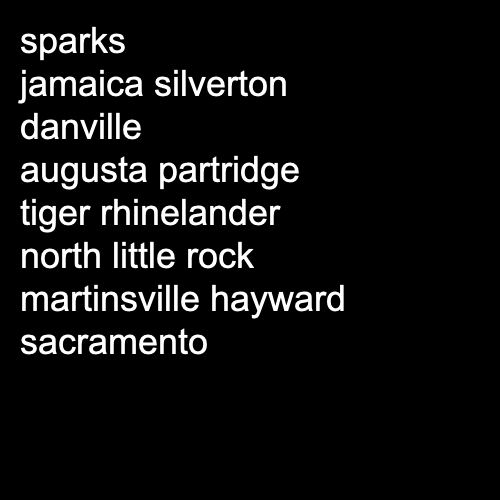 sparks
jamaica silverton
danville
augusta partridge
tiger rhinelander
north little rock
martinsville hayward
sacramento